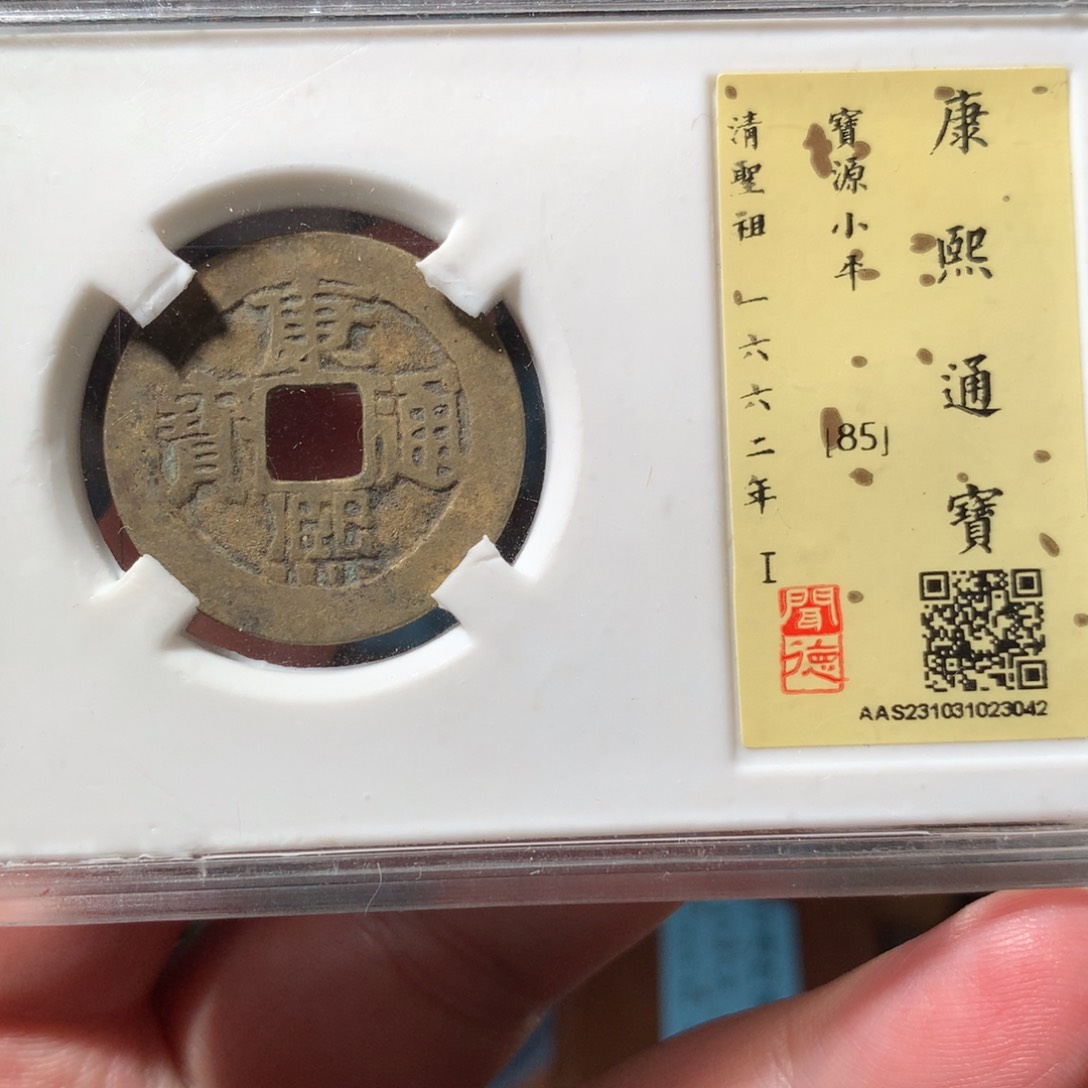 康熙通寶
寶源小平
[85]
清聖祖 一六六二年 I
聞德
AAS231031023042
康熙通寶